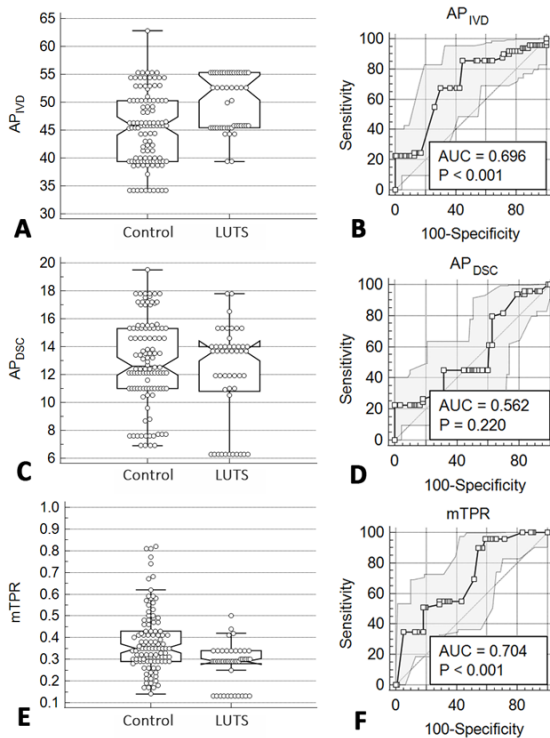 AP_IVD
65
60
55
50
45
40
35
30
AP_IVD
Control
LUTS
A
AP_IVD
100
80
60
40
20
0
Sensitivity
AUC = 0.696
P < 0.001
0
40
80
100-Specificity
B
20
18
16
14
12
10
8
6
AP_DSC
Control
LUTS
C
AP_DSC
100
80
60
40
20
0
Sensitivity
AUC = 0.562
P = 0.220
0
40
80
100-Specificity
D
1.0
0.9
0.8
0.7
0.6
0.5
0.4
0.3
0.2
0.1
mTPR
Control
LUTS
E
mTPR
100
80
60
40
20
0
Sensitivity
AUC = 0.704
P < 0.001
0
40
80
100-Specificity
F